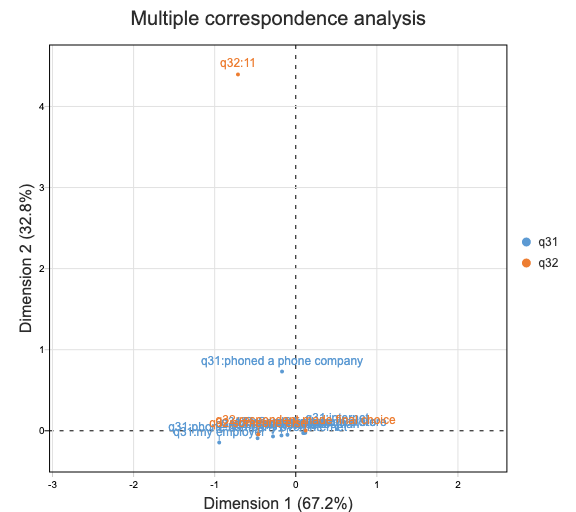 Multiple correspondence analysis
q32:11
4
3
2
q31:phoned a phone company
1
q31:internet
choice
q31:my employer
0
-3
-2
-1
0
1
2
Dimension 1 (67.2%)
Dimension 2 (32.8%)
q31
q32